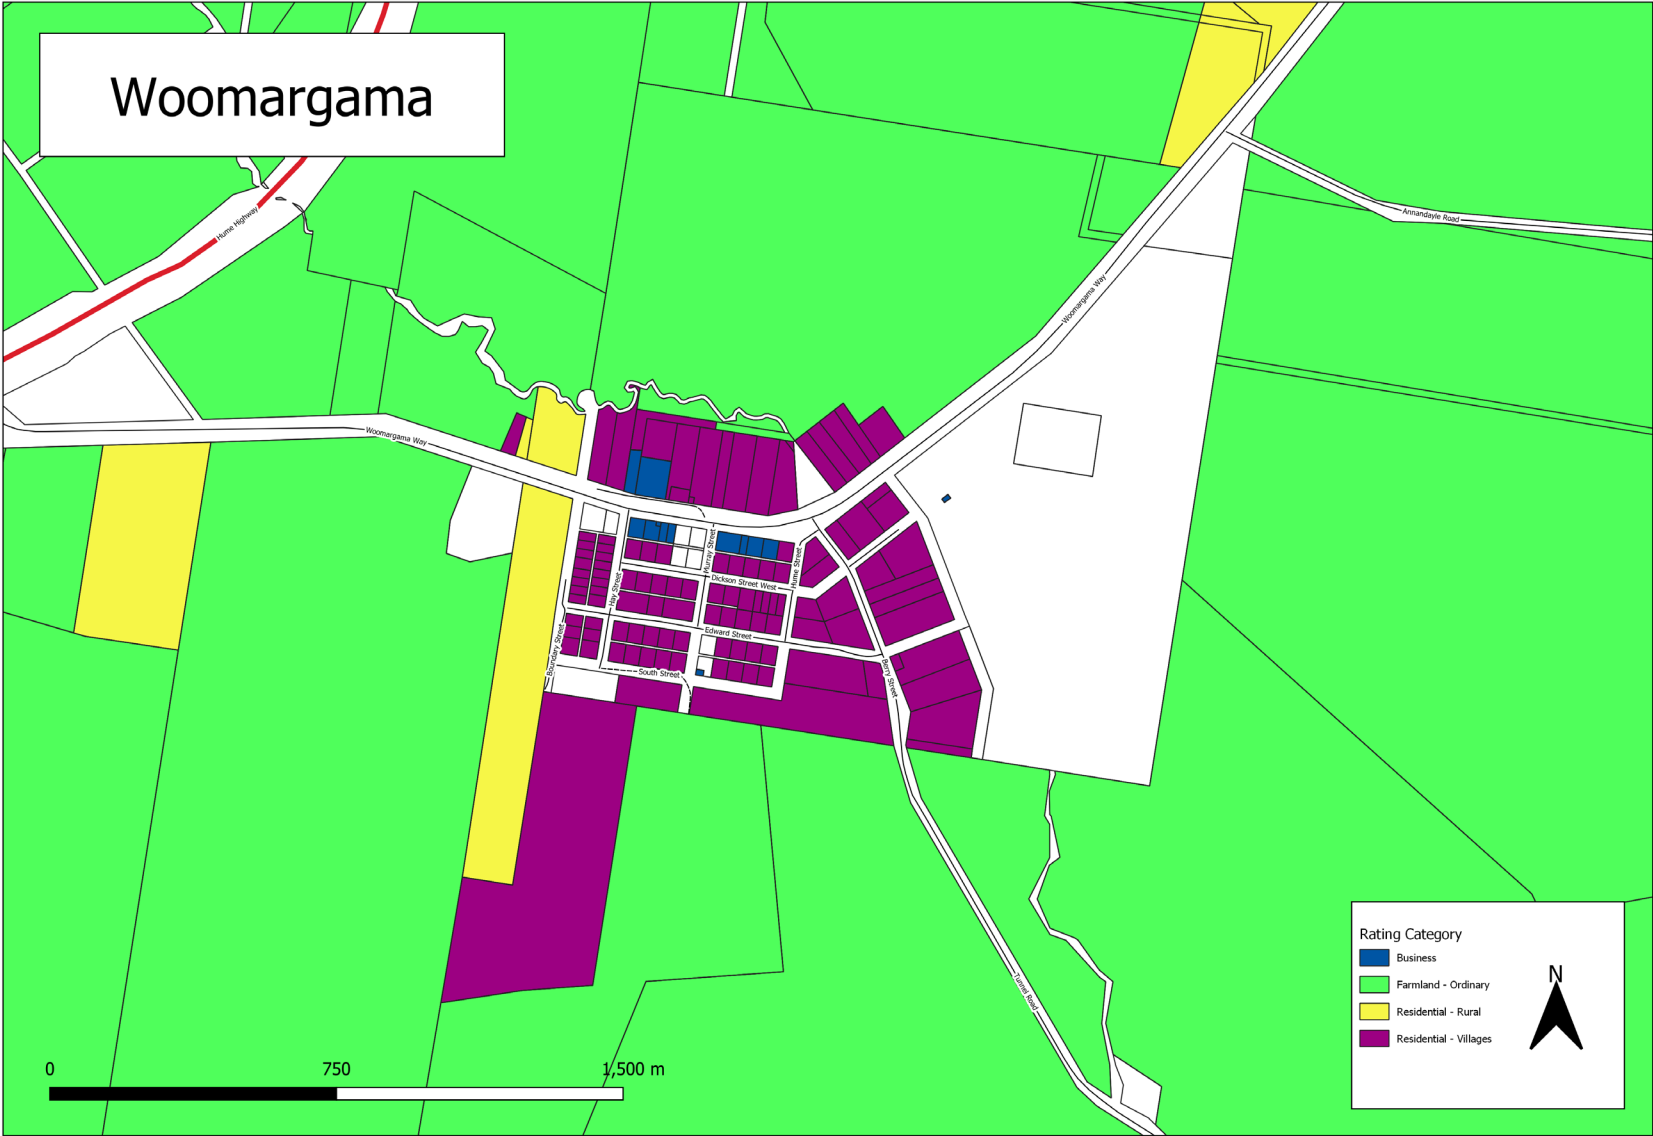 Woomargama
Hume Highway
Annandayle Road
Woomargama Way
Woomargama Way
Murray Street
Hume Street
Dickson Street West
Hay Street
Edward Street
Boundary Street
South Street
Berry Street
Tunnel Road
Rating Category
Business
Farmland - Ordinary
Residential - Rural
Residential - Villages
N
0 750 1,500 m